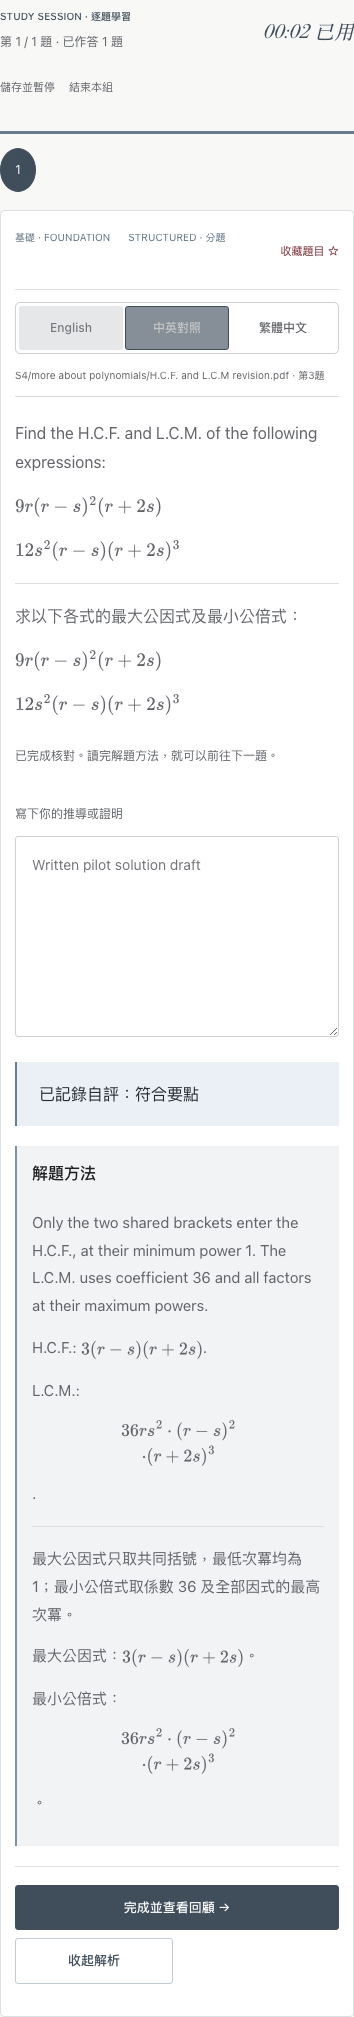 STUDY SESSION · 逐題學習
第 1 / 1 題 · 已作答 1 題
00:02 已用
儲存並暫停 結束本組
1
基礎 · FOUNDATION STRUCTURED · 分題
收藏題目 ☆
English 中英對照 繁體中文
S4/more about polynomials/H.C.F. and L.C.M revision.pdf · 第3題
Find the H.C.F. and L.C.M. of the following
expressions:
9r(r − s)²(r + 2s)
12s²(r − s)(r + 2s)³
求以下各式的最大公因式及最小公倍式：
9r(r − s)²(r + 2s)
12s²(r − s)(r + 2s)³
已完成核對。讀完解題方法，就可以前往下一題。
寫下你的推導或證明
Written pilot solution draft
已記錄自評：符合要點
解題方法
Only the two shared brackets enter the
H.C.F., at their minimum power 1. The
L.C.M. uses coefficient 36 and all factors
at their maximum powers.
H.C.F.: 3(r − s)(r + 2s).
L.C.M.:
36rs² · (r − s)²
·(r + 2s)³
.
最大公因式只取共同括號，最低次冪均為
1；最小公倍式取係數 36 及全部因式的最高
次冪。
最大公因式：3(r − s)(r + 2s)。
最小公倍式：
36rs² · (r − s)²
·(r + 2s)³
。
完成並查看回顧 →
收起解析